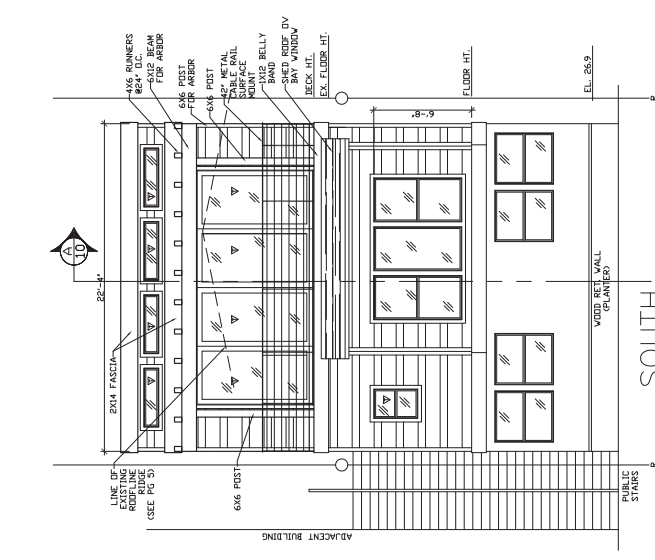 4X6 RUNNERS
@24" O.C.
6X12 BEAM
FOR ARBOR
6X6 POST
FOR ARBOR
6X6 POST
42" METAL
CABLE RAIL
SURFACE
MOUNT
1X12 BELLY
BAND
SHED ROOF OV
BAY WINDOW
DECK HT.
EX. FLOOR HT.
FLOOR HT.
EL. 26.9
A
10
22'-4"
6'-8"
2X14 FASCIA
WOOD RET. WALL
(PLANTER)
SOUTH
LINE OF
EXISTING
ROOFLINE
RIDGE
(SEE PG 5)
6X6 POST
PUBLIC
STAIRS
ADJACENT BUILDING